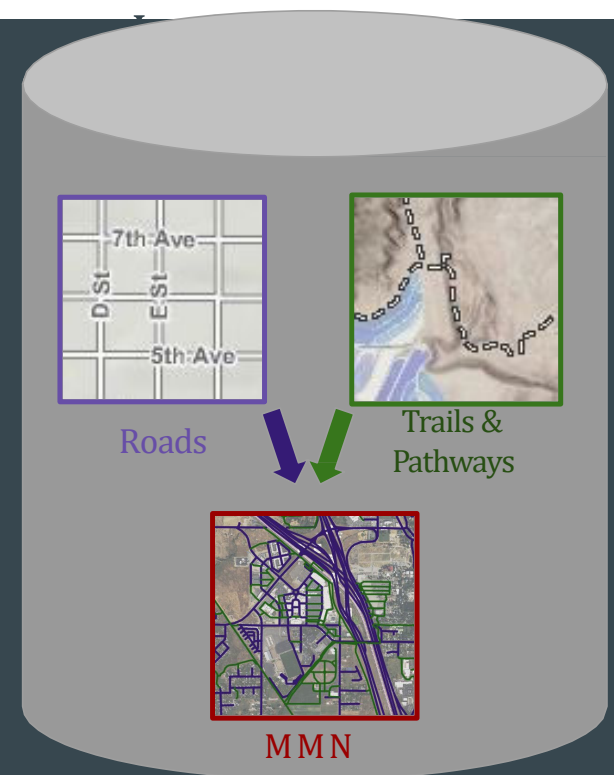 7th Ave
D St
E St
5th Ave
Roads
Trails &
Pathways
MMN